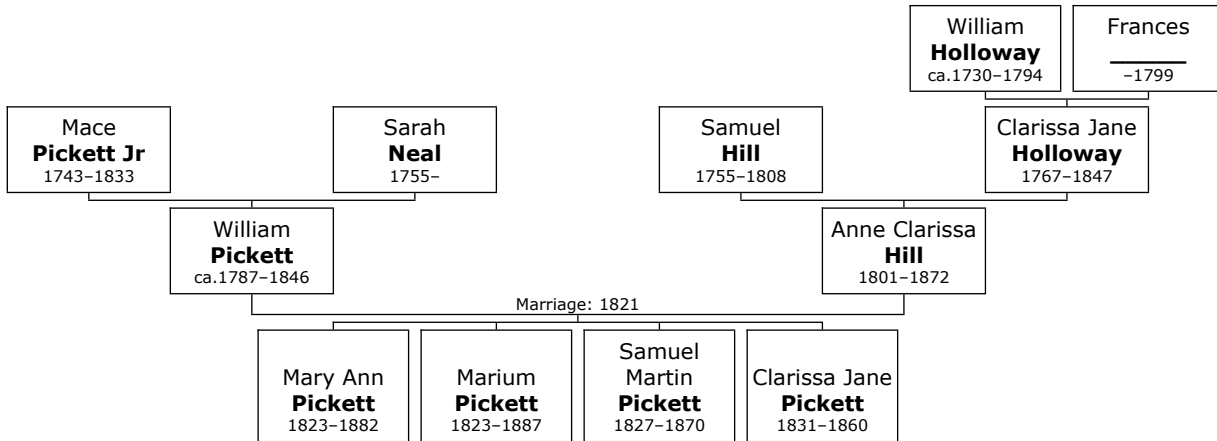 William
Holloway
ca.1730–1794
Frances
______
–1799
Mace
Pickett Jr
1743–1833
Sarah
Neal
1755–
Samuel
Hill
1755–1808
Clarissa Jane
Holloway
1767–1847
William
Pickett
ca.1787–1846
Anne Clarissa
Hill
1801–1872
Marriage: 1821
Mary Ann
Pickett
1823–1882
Marium
Pickett
1823–1887
Samuel
Martin
Pickett
1827–1870
Clarissa Jane
Pickett
1831–1860